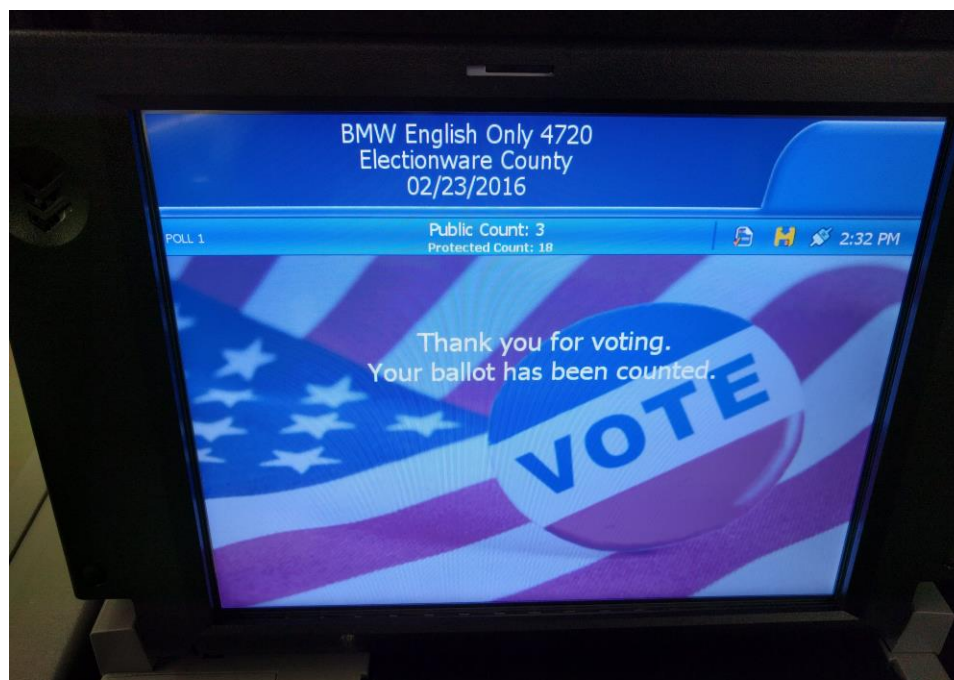 BMW English Only 4720
Electionware County
02/23/2016
POLL 1
Public Count: 3
Protected Count: 18
2:32 PM
Thank you for voting.
Your ballot has been counted.
VOTE